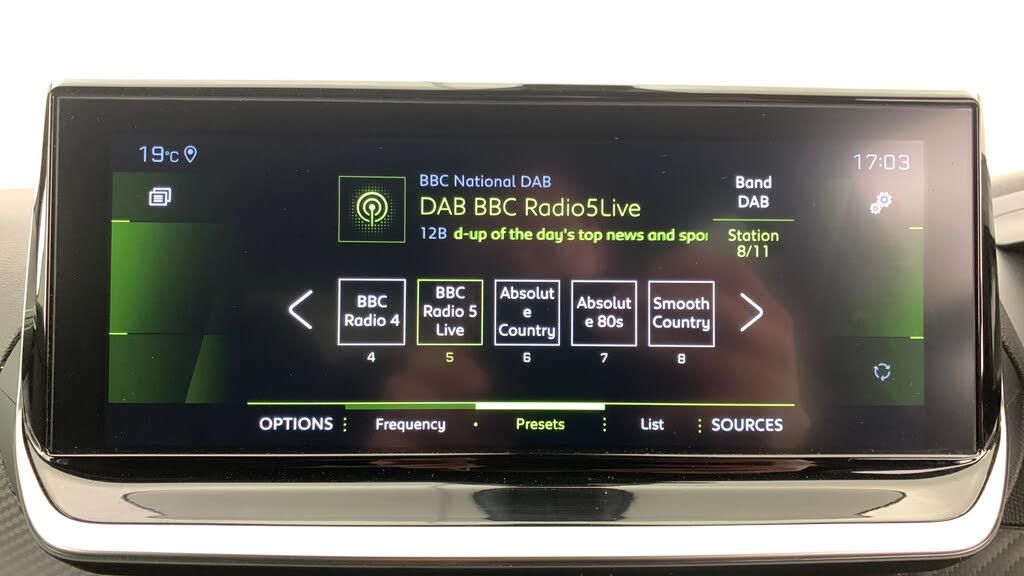 19°C
17:03
BBC National DAB
DAB BBC Radio5Live
12B d-up of the day's top news and spo
Band
DAB
Station
8/11
BBC
Radio 4
4
BBC
Radio 5
Live
5
Absolut
e
Country
6
Absolut
e 80s
7
Smooth
Country
8
OPTIONS Frequency Presets List SOURCES